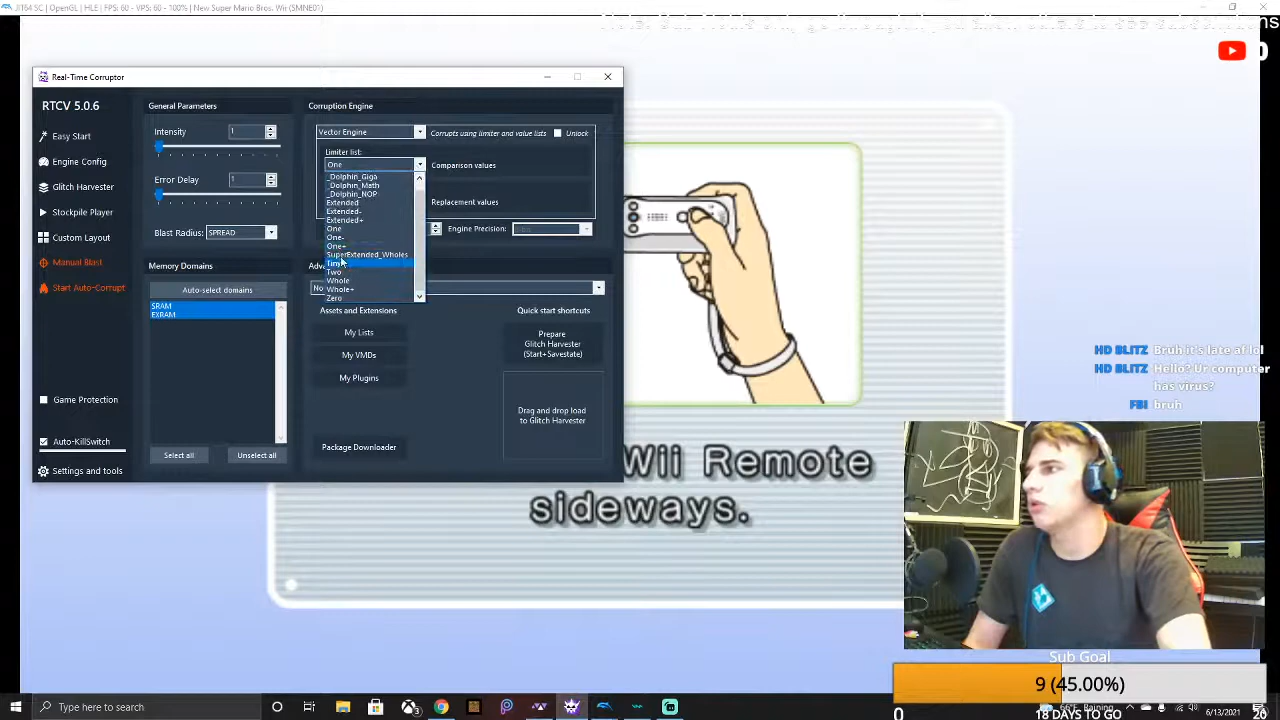 JIT64 SC | OpenGL | HLE | FPS: 60 - VPS: 60 - 100% | New Super Mario Bros. Wii (SMNE01)
0
Real-Time Corruptor
RTCV 5.0.6
Easy Start
Engine Config
Glitch Harvester
Stockpile Player
Custom Layout
Manual Blast
Start Auto-Corrupt
Game Protection
Auto-KillSwitch
Settings and tools
General Parameters
Intensity
1
Error Delay
1
Blast Radius: SPREAD
Memory Domains
Auto-select domains
SRAM
EXRAM
Select all
Unselect all
Corruption Engine
Vector Engine
Corrupts using limiter and value lists
Unlock
Limiter list:
One
Comparison values
_Dolphin_Giga
_Dolphin_Math
_Dolphin_NOP
Extended
Extended-
Extended+
One
One-
One+
SuperExtended_Wholes
Two
Whole
Whole+
Zero
Replacement values
Engine Precision:
No
Assets and Extensions
My Lists
My VMDs
My Plugins
Package Downloader
Quick start shortcuts
Prepare
Glitch Harvester
(Start+Savestate)
Drag and drop load
to Glitch Harvester
Wii Remote
sideways.
HD BLITZ Bruh it's late af lol
HD BLITZ Hello? Ur computer
has virus?
FBI bruh
Sub Goal
9 (45.00%)
0
18 DAYS TO GO
20
Type here to search
66°F Raining
6/13/2021